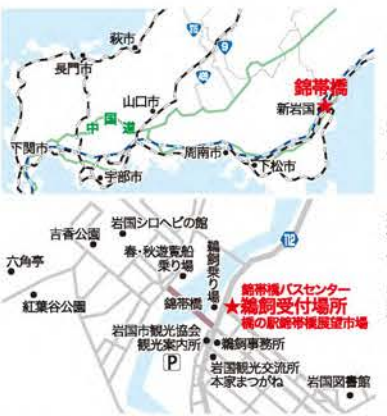 萩市
長門市
山口市
中国道
下関市
宇部市
周南市
下松市
9
錦帯橋
新岩国
岩国シロヘビの館
吉香公園
春・秋遊覧船
乗り場
六角亭
紅葉谷公園
錦帯橋
鵜飼乗り場
112
錦帯橋バスセンター
鵜飼受付場所
橋の駅錦帯橋展望市場
岩国市観光協会
観光案内所
P
鵜飼事務所
岩国観光交流所
本家まつがね
岩国図書館